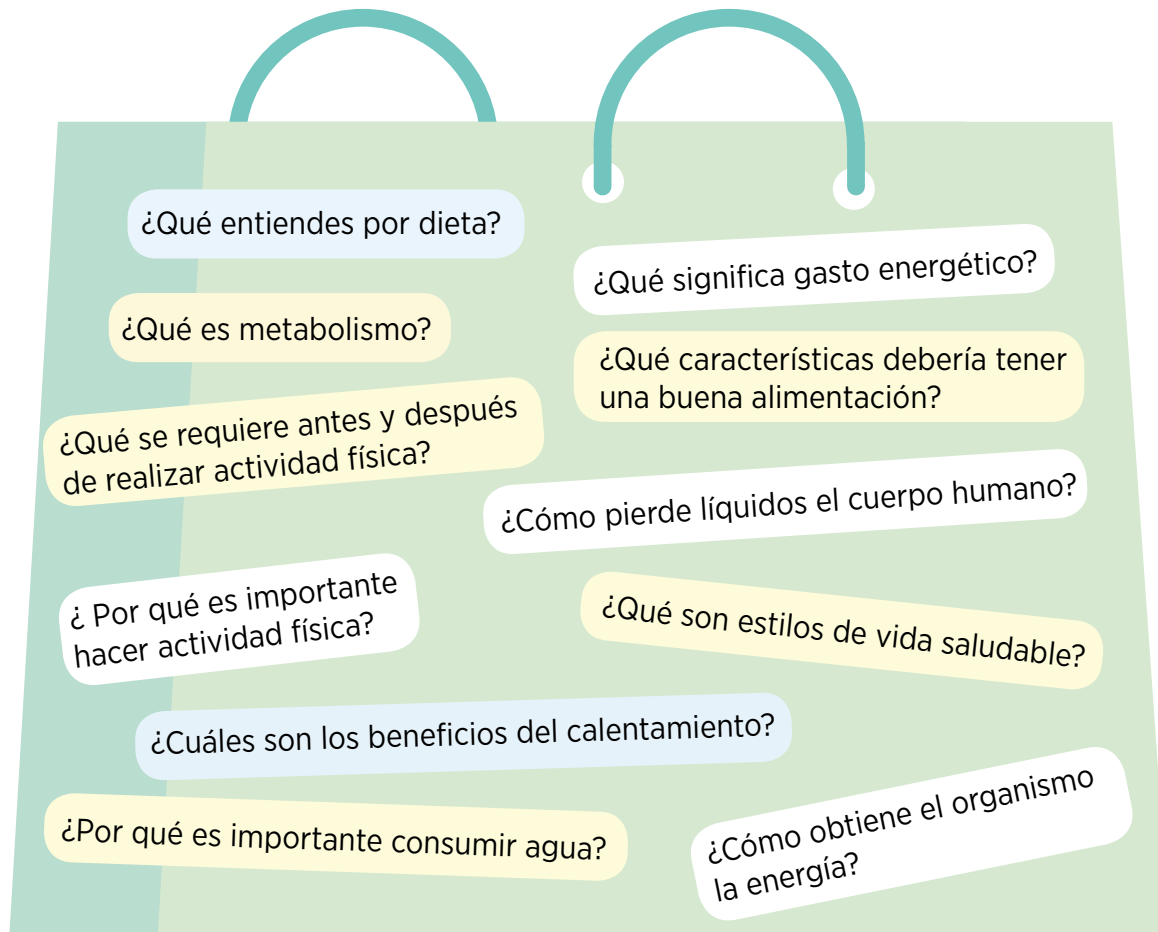 ¿Qué entiendes por dieta?
¿Qué significa gasto energético?
¿Qué es metabolismo?
¿Qué características debería tener
una buena alimentación?
¿Qué se requiere antes y después
de realizar actividad física?
¿Cómo pierde líquidos el cuerpo humano?
¿ Por qué es importante
hacer actividad física?
¿Qué son estilos de vida saludable?
¿Cuáles son los beneficios del calentamiento?
¿Por qué es importante consumir agua?
¿Cómo obtiene el organismo
la energía?